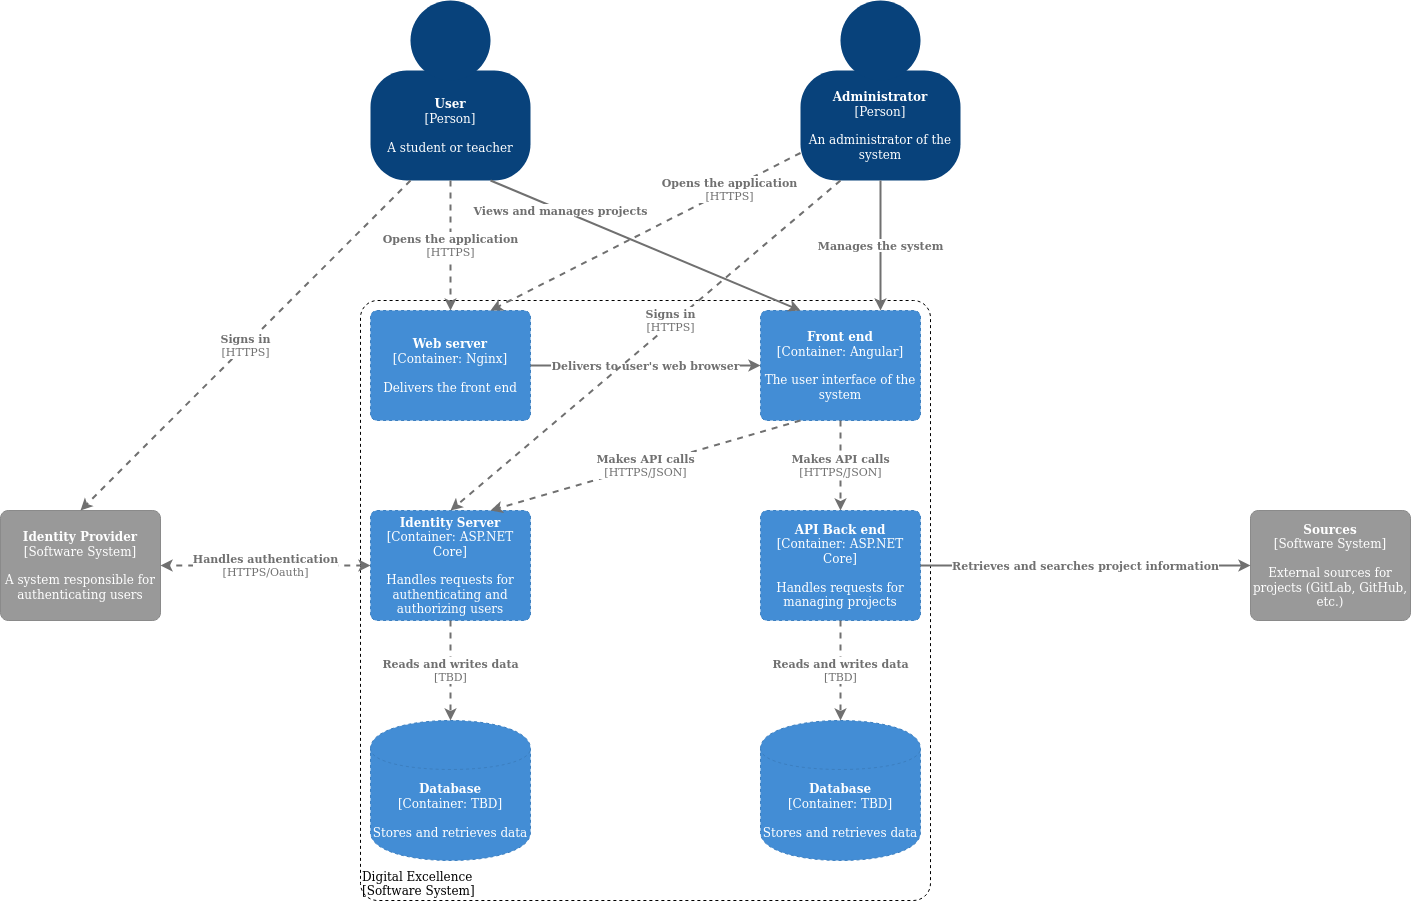 User
[Person]
A student or teacher
Administrator
[Person]
An administrator of the
system
Opens the application
[HTTPS]
Views and manages projects
Opens the application
[HTTPS]
Manages the system
Signs in
[HTTPS]
Signs in
[HTTPS]
Web server
[Container: Nginx]
Delivers the front end
Delivers to user's web browser
Front end
[Container: Angular]
The user interface of the
system
Makes API calls
[HTTPS/JSON]
Makes API calls
[HTTPS/JSON]
Identity Provider
[Software System]
A system responsible for
authenticating users
Handles authentication
[HTTPS/Oauth]
Identity Server
[Container: ASP.NET
Core]
Handles requests for
authenticating and
authorizing users
API Back end
[Container: ASP.NET
Core]
Handles requests for
managing projects
Retrieves and searches project information
Sources
[Software System]
External sources for
projects (GitLab, GitHub,
etc.)
Reads and writes data
[TBD]
Reads and writes data
[TBD]
Database
[Container: TBD]
Stores and retrieves data
Database
[Container: TBD]
Stores and retrieves data
Digital Excellence
[Software System]